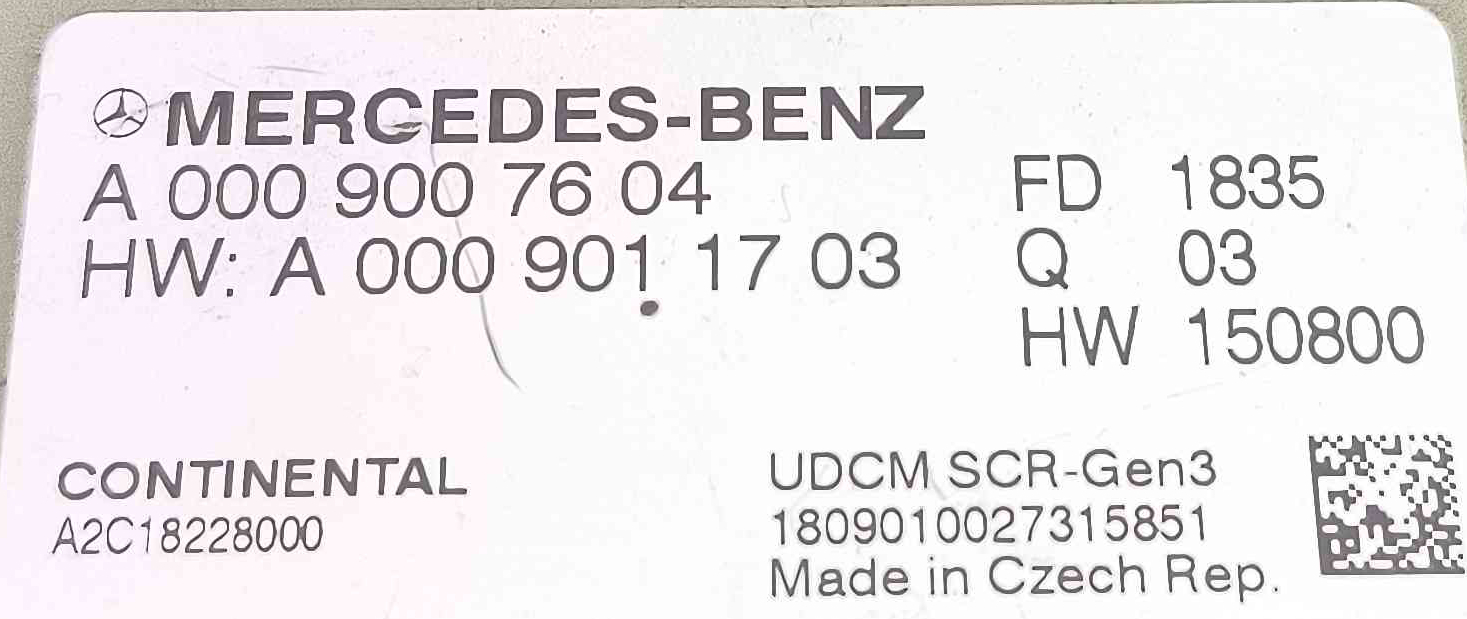 MERCEDES-BENZ
A 000 900 76 04
HW: A 000 901 17 03
FD 1835
Q 03
HW 150800
CONTINENTAL
A2C18228000
UDCM SCR-Gen3
1809010027315851
Made in Czech Rep.